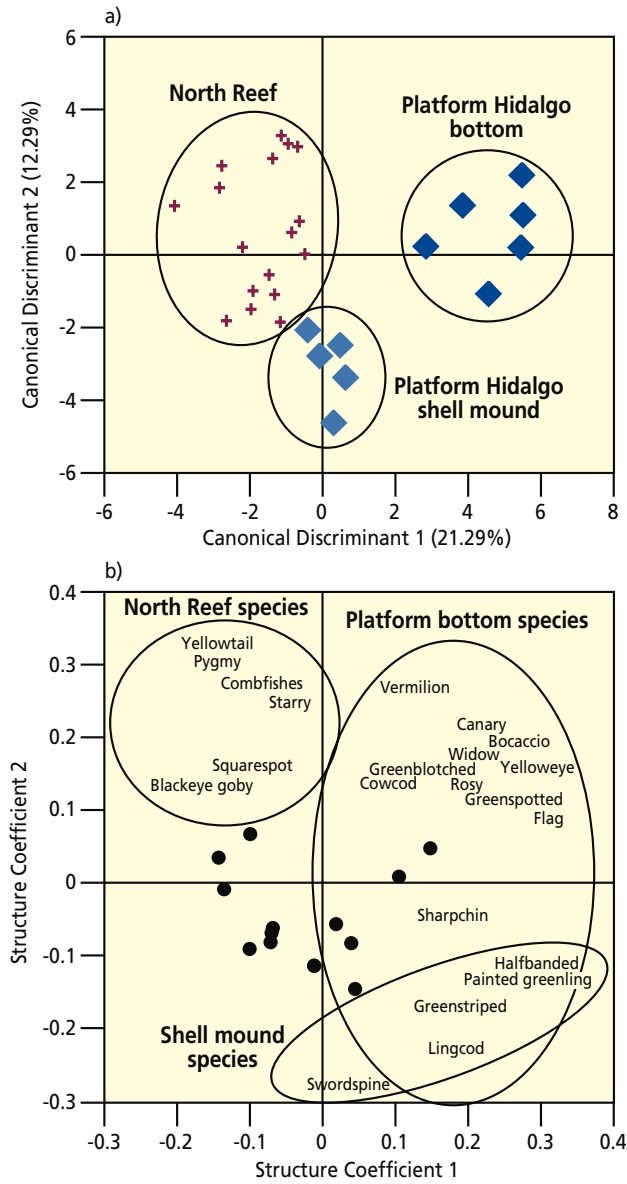 a)
6
4
2
0
-2
-4
-6
Canonical Discriminant 2 (12.29%)
North Reef
Platform Hidalgo
bottom
Platform Hidalgo
shell mound
-6
-4
-2
0
2
4
6
8
Canonical Discriminant 1 (21.29%)
b)
0.4
0.3
0.2
0.1
0
-0.1
-0.2
-0.3
Structure Coefficient 2
North Reef species
Platform bottom species
Yellowtail
Pygmy
Combfishes
Starry
Squarespot
Blackeye goby
Vermilion
Canary
Bocaccio
Widow
Yelloweye
Greenblotched
Cowcod
Rosy
Greenspotted
Flag
Sharpchin
Halfbanded
Painted greenling
Greenstriped
Lingcod
Swordspine
Shell mound
species
-0.3
-0.2
-0.1
0
0.1
0.2
0.3
0.4
Structure Coefficient 1